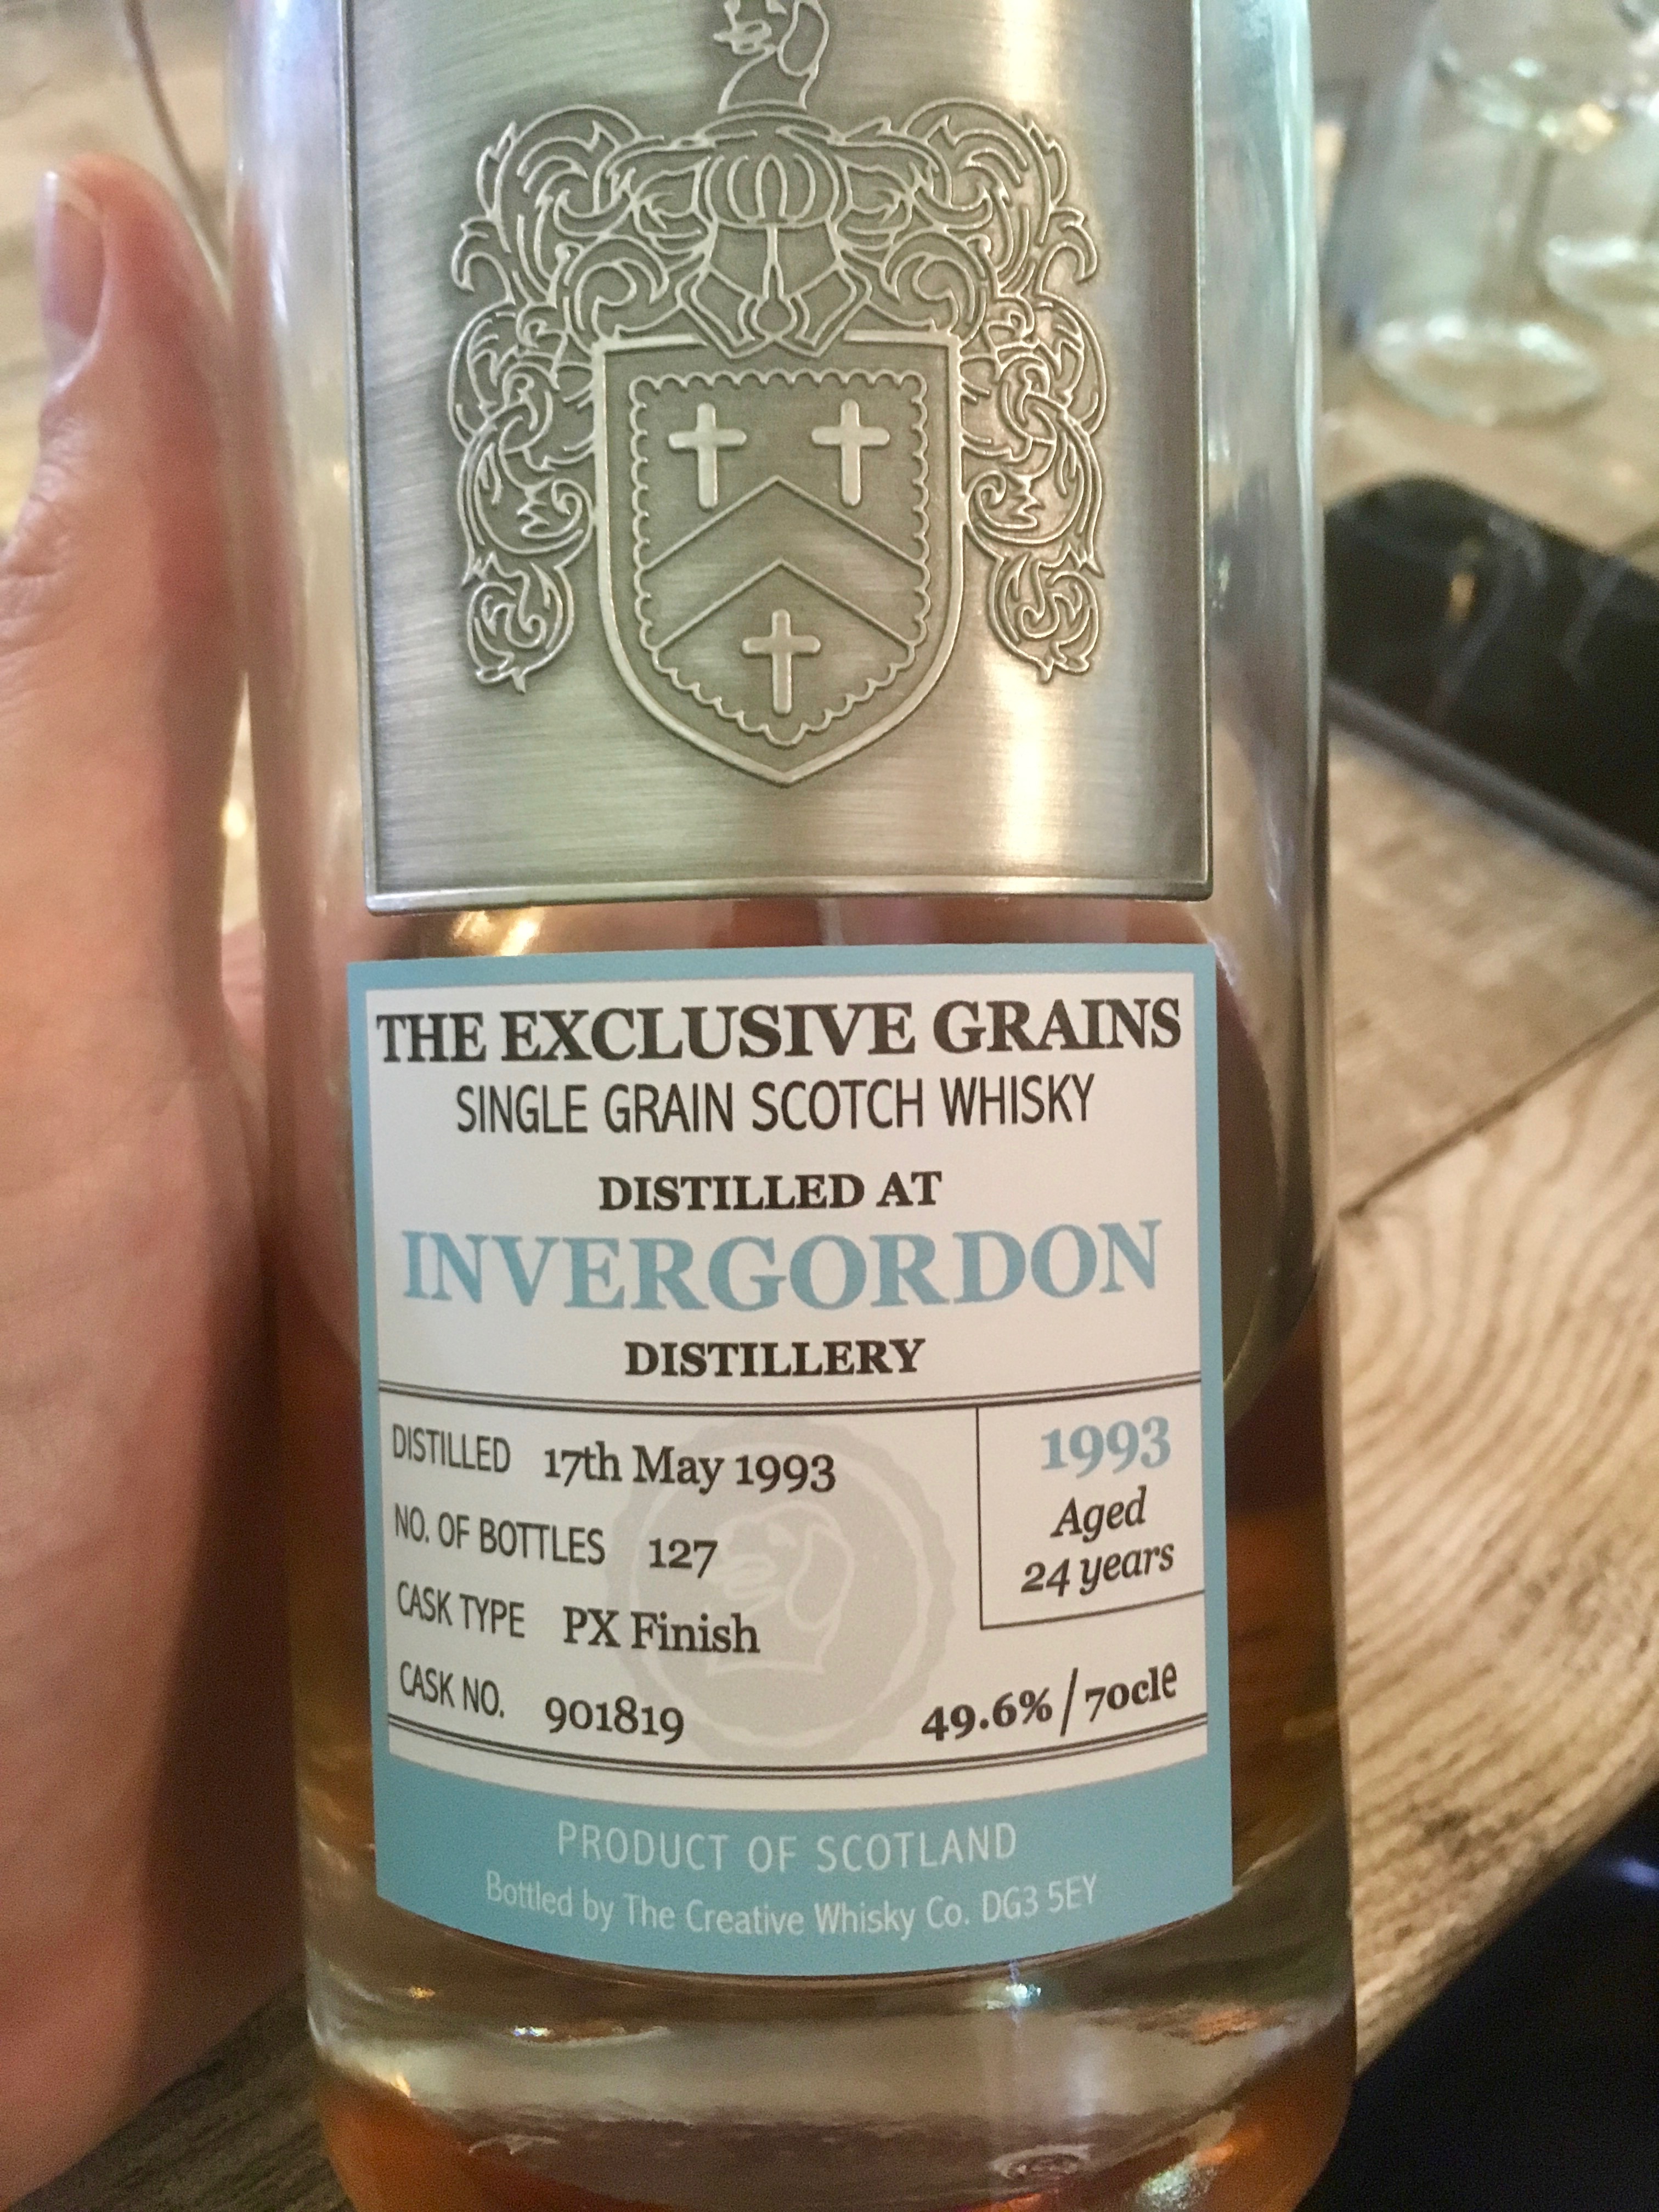 THE EXCLUSIVE GRAINS
SINGLE GRAIN SCOTCH WHISKY
DISTILLED AT
INVERGORDON
DISTILLERY
DISTILLED 17th May 1993
NO. OF BOTTLES 127
CASK TYPE PX Finish
CASK NO. 901819
1993
Aged
24 years
49.6%/70cle
PRODUCT OF SCOTLAND
Bottled by The Creative Whisky Co. DG3 5EY